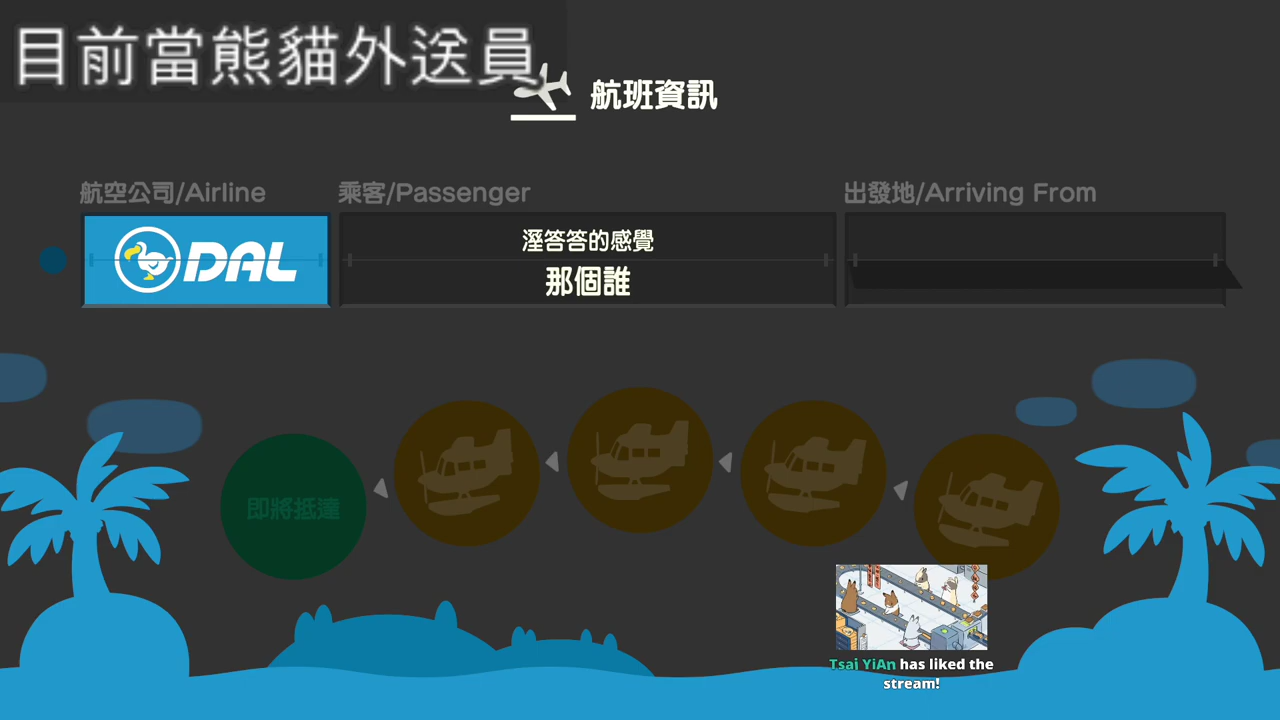 目前當熊貓外送員
航班資訊
航空公司/Airline
乘客/Passenger
出發地/Arriving From
DAL
溼答答的感覺
那個誰
即將抵達
Tsai YiAn has liked the
stream!